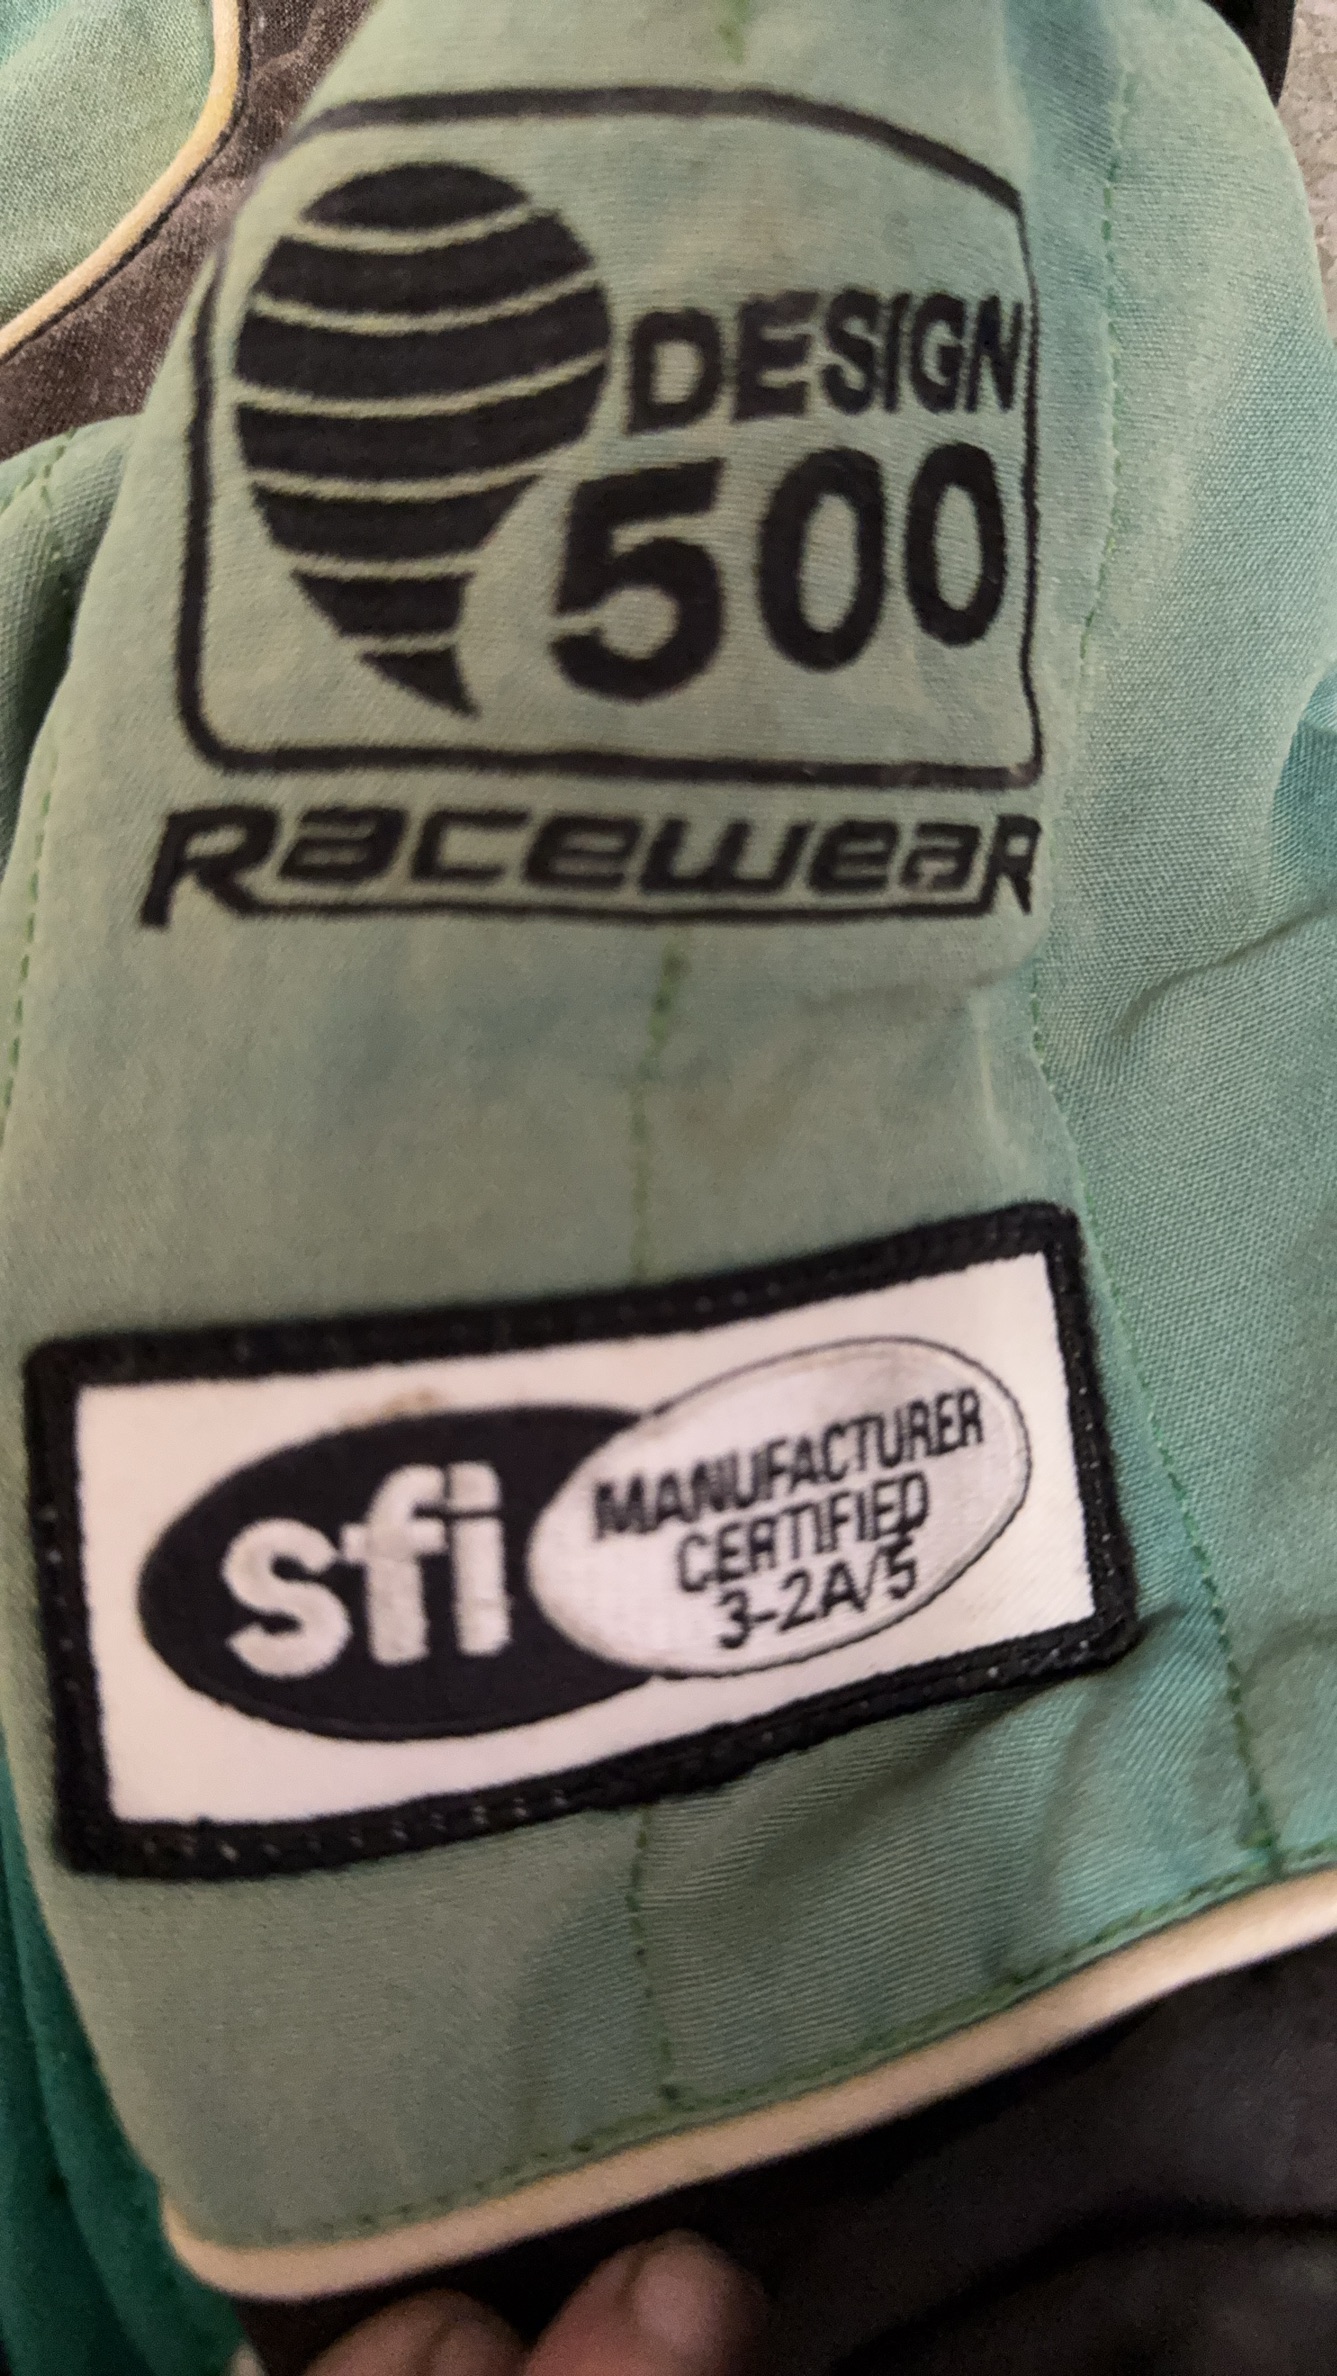 DESIGN
500
Racewear
sfi
MANUFACTURER
CERTIFIED
3-2A/5